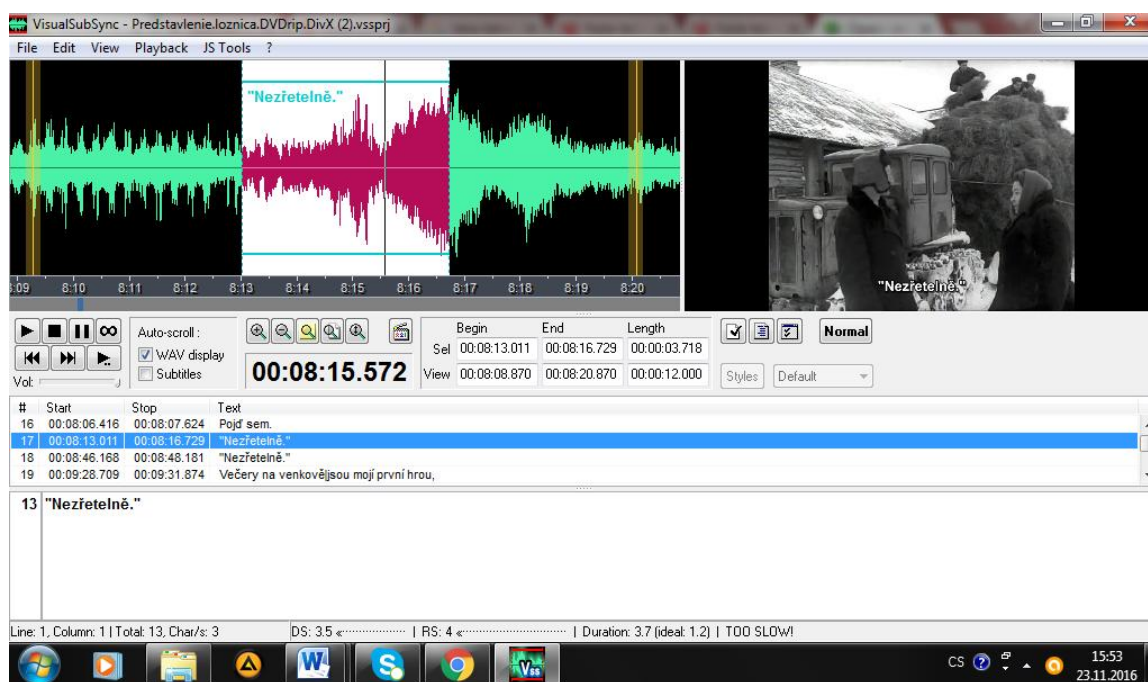 VisualSubSync - Predstavlenie.loznica.DVDrip.DivX (2).vssprj
File Edit View Playback JS Tools ?
"Nezřetelně."
"Nezřetelně."
8:09 8:10 8:11 8:12 8:13 8:14 8:15 8:16 8:17 8:18 8:19 8:20
Auto-scroll :
WAV display
Subtitles
Vol:
00:08:15.572
Begin End Length
Sel 00:08:13.011 00:08:16.729 00:00:03.718
View 00:08:08.870 00:08:20.870 00:00:12.000
Normal
Styles Default
# Start Stop Text
16 00:08:06.416 00:08:07.624 Pojď sem.
17 00:08:13.011 00:08:16.729 "Nezřetelně."
18 00:08:46.168 00:08:48.181 "Nezřetelně."
19 00:09:28.709 00:09:31.874 Večery na venkově|jsou mojí první hrou,
13 "Nezřetelně."
Line: 1, Column: 1 | Total: 13, Char/s: 3
DS: 3.5 «·················· | RS: 4 «························· | Duration: 3.7 (ideal: 1.2) | TOO SLOW!
W
S
Vss
CS ?
15:53
23.11.2016